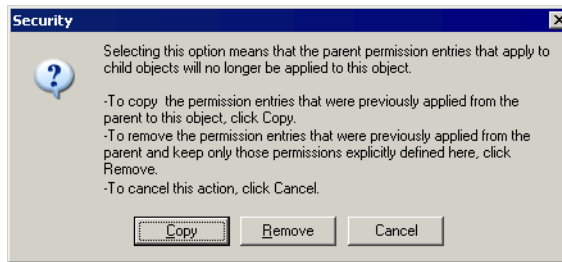 Security
Selecting this option means that the parent permission entries that apply to
child objects will no longer be applied to this object.
-To copy  the permission entries that were previously applied from the
parent to this object, click Copy.
-To remove the permission entries that were previously applied from the
parent and keep only those permissions explicitly defined here, click
Remove.
-To cancel this action, click Cancel.
Copy Remove Cancel